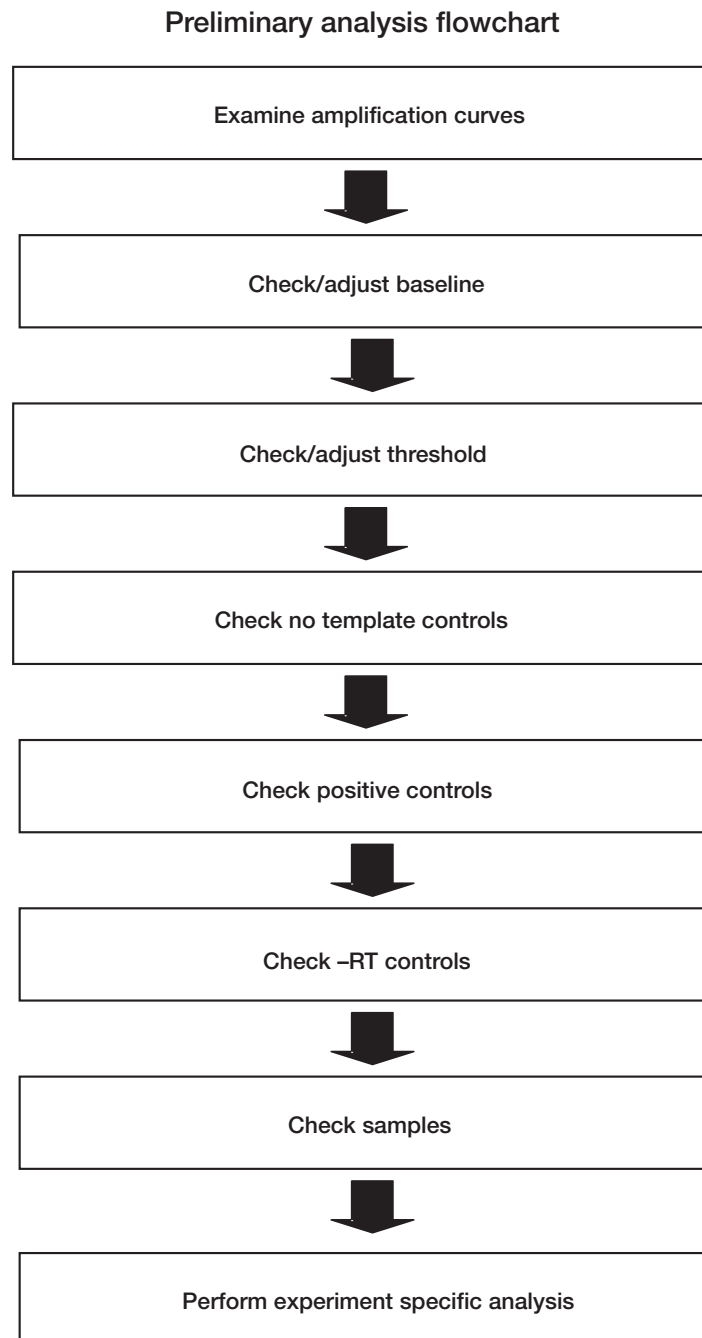 Preliminary analysis flowchart
Examine amplification curves
Check/adjust baseline
Check/adjust threshold
Check no template controls
Check positive controls
Check –RT controls
Check samples
Perform experiment specific analysis